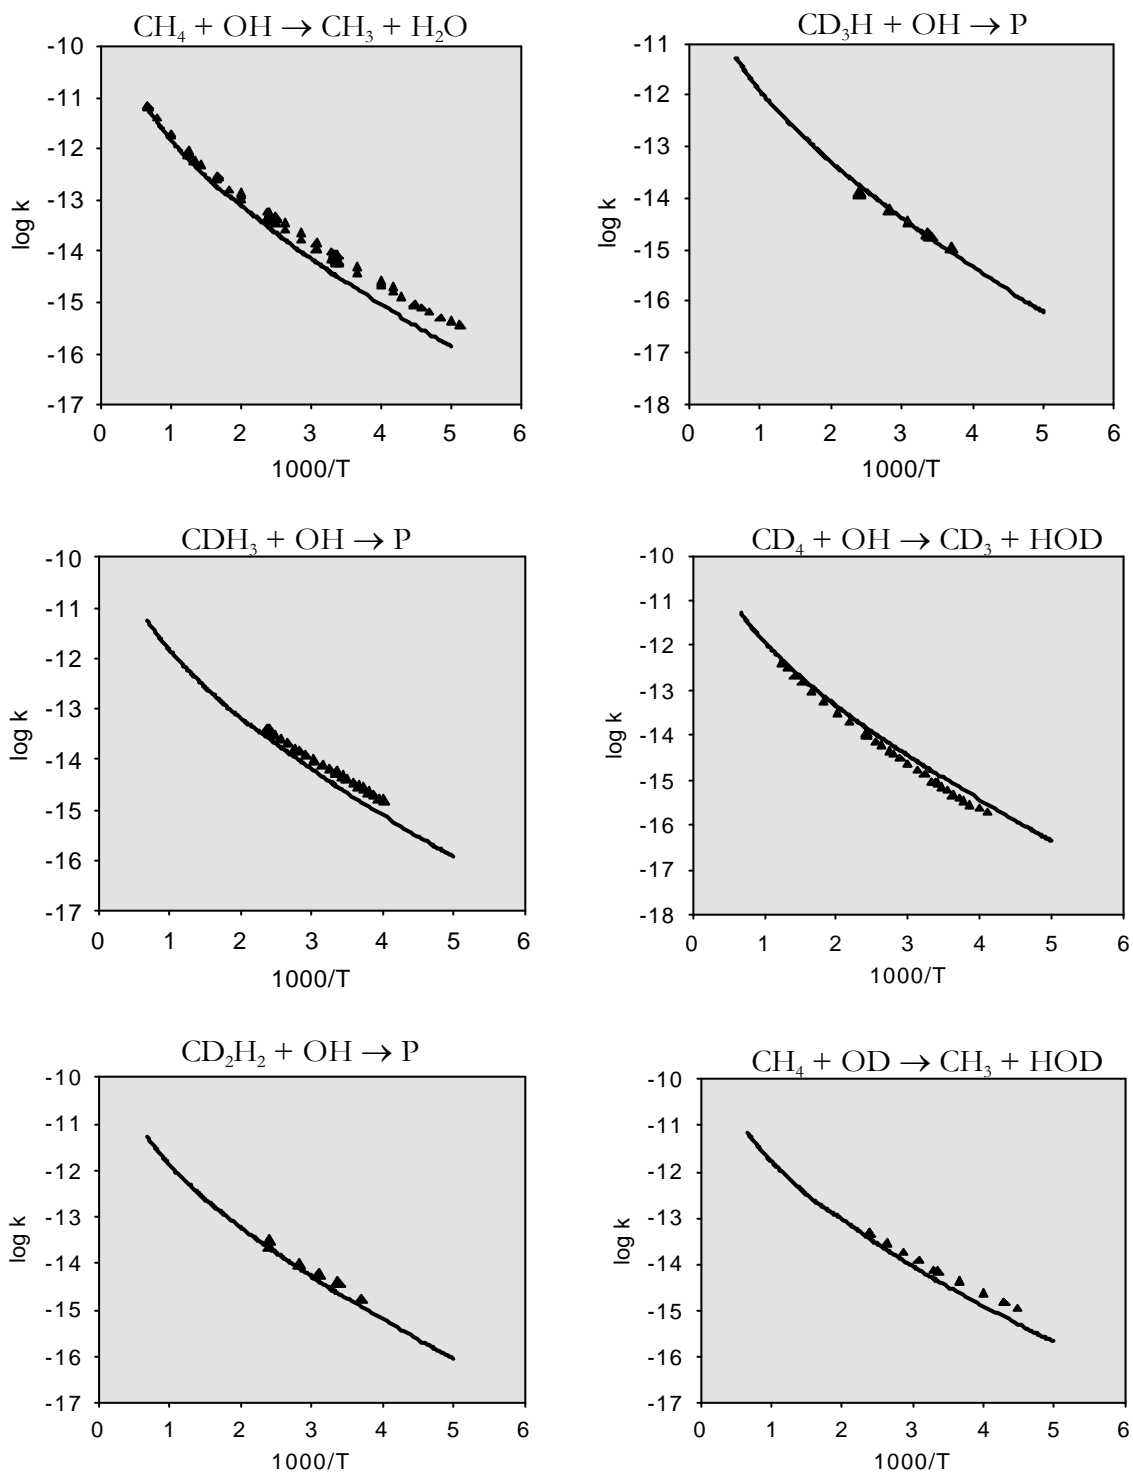 CH₄ + OH → CH₃ + H₂O
-10
-11
-12
-13
-14
-15
-16
-17
log k
0 1 2 3 4 5 6
1000/T
CD₃H + OH → P
-11
-12
-13
-14
-15
-16
-17
-18
log k
0 1 2 3 4 5 6
1000/T
CDH₃ + OH → P
-10
-11
-12
-13
-14
-15
-16
-17
log k
0 1 2 3 4 5 6
1000/T
CD₄ + OH → CD₃ + HOD
-10
-11
-12
-13
-14
-15
-16
-17
-18
log k
0 1 2 3 4 5 6
1000/T
CD₂H₂ + OH → P
-10
-11
-12
-13
-14
-15
-16
-17
log k
0 1 2 3 4 5 6
1000/T
CH₄ + OD → CH₃ + HOD
-10
-11
-12
-13
-14
-15
-16
-17
log k
0 1 2 3 4 5 6
1000/T